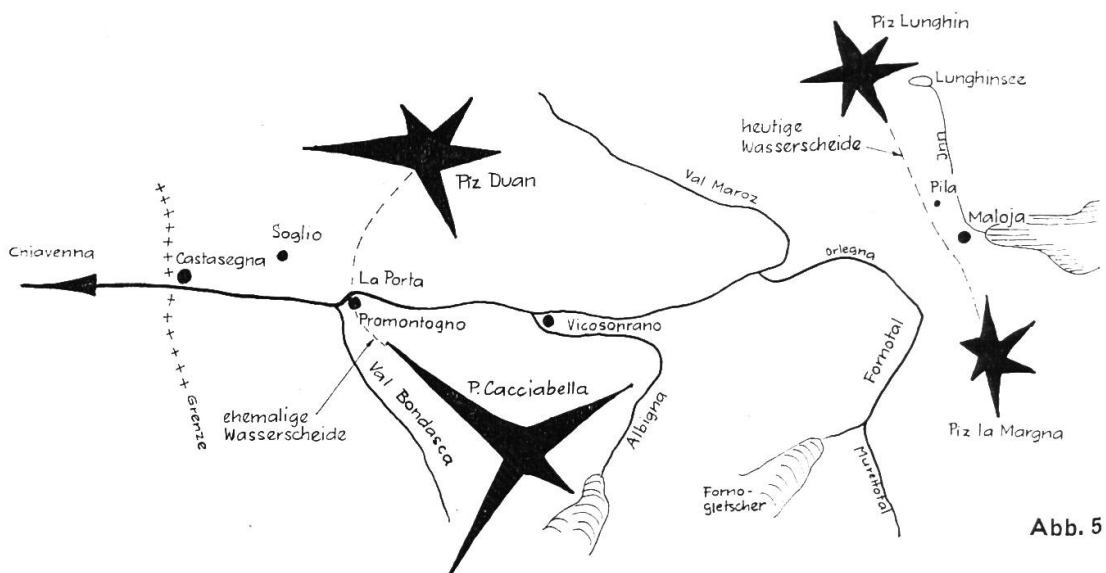 Piz Lunghin
Lunghinsee
heutige
Wasserscheide
Inn
Piz Duan
Val Maroz
Pila
Maloja
Soglio
Chiavenna
Castasegna
Orlegna
La Porta
Promontogno
Vicosonrano
Fornotal
P. Cacciabella
Val Bondasca
Grenze
ehemalige
Wasserscheide
Albigna
Piz la Margna
Murettotal
Forno-
gletscher
Abb. 5